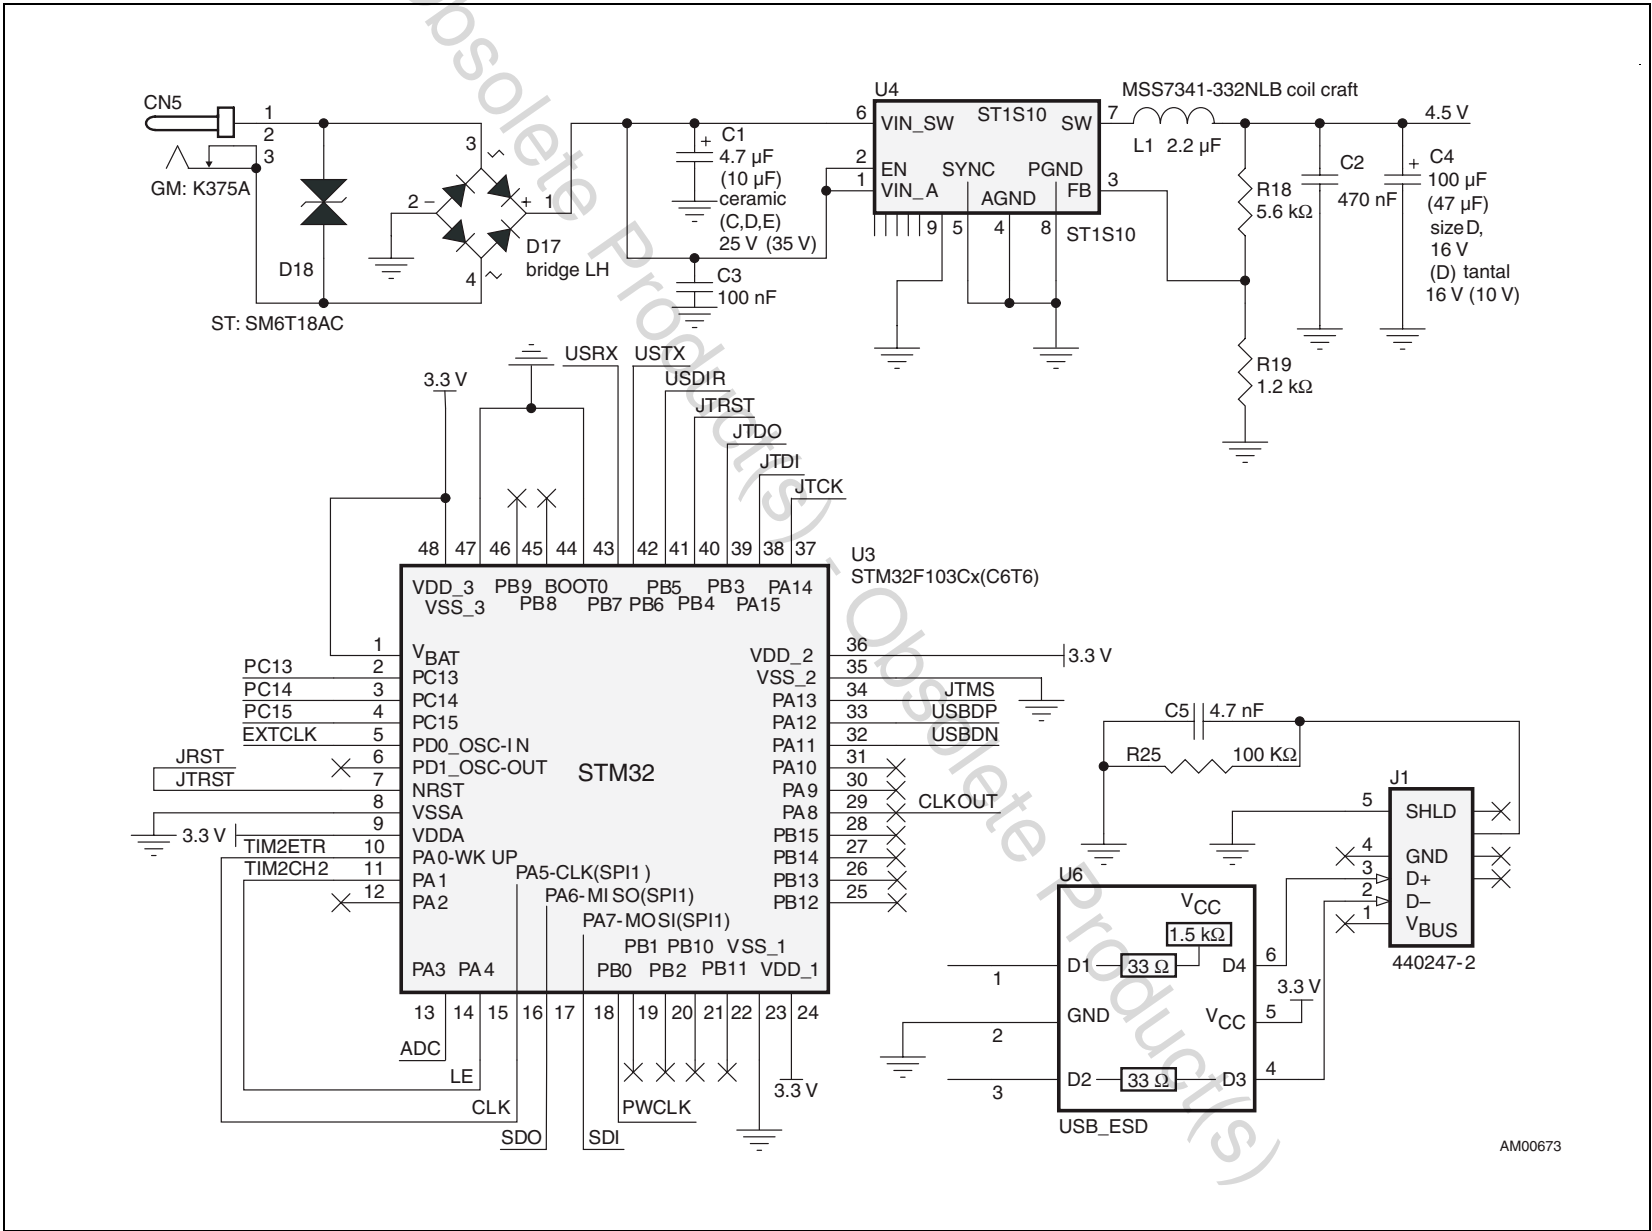 Obsolete Product(s) - Obsolete Product(s)
CN5
1
2
3
GM: K375A
D18
ST: SM6T18AC
3
2
−
+
1
4
D17
bridge LH
+
C1
4.7 µF
(10 µF)
ceramic
(C,D,E)
25 V (35 V)
C3
100 nF
U4
6
VIN_SW
ST1S10
SW
7
2
EN
SYNC
PGND
1
VIN_A
AGND
FB
3
9
5
4
8
ST1S10
MSS7341-332NLB coil craft
L1 2.2 µF
4.5 V
R18
5.6 kΩ
C2
470 nF
+
C4
100 µF
(47 µF)
size D,
16 V
(D) tantal
16 V (10 V)
R19
1.2 kΩ
3.3 V
USRX
USTX
USDIR
JTRST
JTDO
JTDI
JTCK
48 47 46 45 44 43 42 41 40 39 38 37
U3
STM32F103Cx(C6T6)
VDD_3
VSS_3
PB9
PB8
BOOT0
PB7
PB6
PB5
PB4
PB3
PA15
PA14
1
VBAT
PC13
2
PC13
PC14
3
PC14
PC15
4
PC15
EXTCLK
5
PD0_OSC-IN
JRST
6
PD1_OSC-OUT
JTRST
7
NRST
8
VSSA
3.3 V
9
VDDA
TIM2ETR
10
PA0-WK UP
TIM2CH2
11
PA1
12
PA2
STM32
VDD_2
36
3.3 V
VSS_2
35
PA13
34
JTMS
PA12
33
USBDP
PA11
32
USBDN
PA10
31
PA9
30
PA8
29
CLKOUT
PB15
28
PB14
27
PB13
26
PB12
25
PA5-CLK(SPI1)
PA6-MISO(SPI1)
PA7-MOSI(SPI1)
PB1 PB10 VSS_1
PA3 PA4
PB0 PB2 PB11 VDD_1
13 14 15 16 17 18 19 20 21 22 23 24
ADC
LE
CLK
SDO
SDI
PWCLK
3.3 V
C5
4.7 nF
R25
100 KΩ
J1
5
SHLD
4
GND
3
D+
2
D−
1
VBUS
440247-2
U6
VCC
1.5 kΩ
1
D1
33 Ω
D4
6
3.3 V
2
GND
VCC
5
3
D2
33 Ω
D3
4
USB_ESD
AM00673